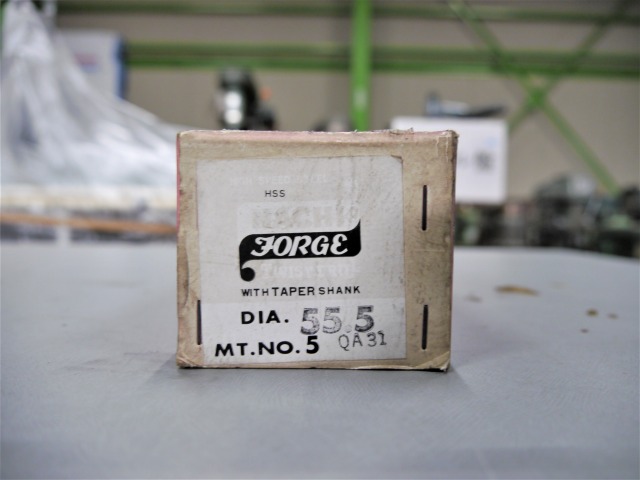 HSS
FORGE
WITH TAPER SHANK
DIA. 55.5
MT.NO.5 QA31